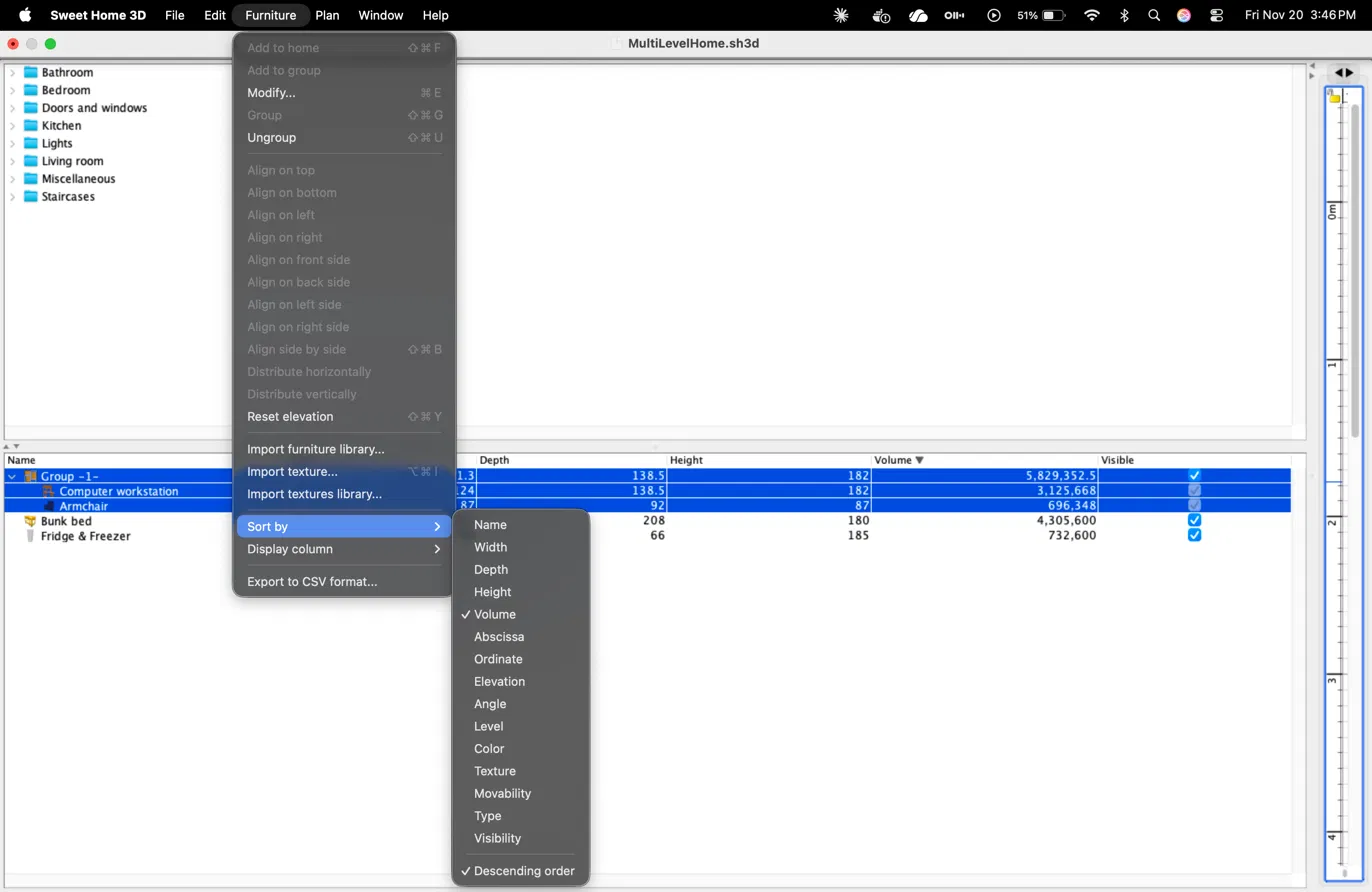 Sweet Home 3D File Edit Furniture Plan Window Help 51% Fri Nov 20 3:46 PM
MultiLevelHome.sh3d
Bathroom
Bedroom
Doors and windows
Kitchen
Lights
Living room
Miscellaneous
Staircases
Add to home ⇧⌘F
Add to group
Modify... ⌘E
Group ⇧⌘G
Ungroup ⇧⌘U
Align on top
Align on bottom
Align on left
Align on right
Align on front side
Align on back side
Align on left side
Align on right side
Align side by side ⇧⌘B
Distribute horizontally
Distribute vertically
Reset elevation ⇧⌘Y
Import furniture library...
Import texture... ⌥⌘I
Import textures library...
Sort by
Display column
Export to CSV format...
Name
Width
Depth
Height
Volume
Abscissa
Ordinate
Elevation
Angle
Level
Color
Texture
Movability
Type
Visibility
Descending order
Name Depth Height Volume ▼ Visible
Group -1- 1.3 138.5 182 5,829,352.5
Computer workstation 124 138.5 182 3,125,668
Armchair 87 92 87 696,348
Bunk bed 208 180 4,305,600
Fridge & Freezer 66 185 732,600
0m
1
2
3
4